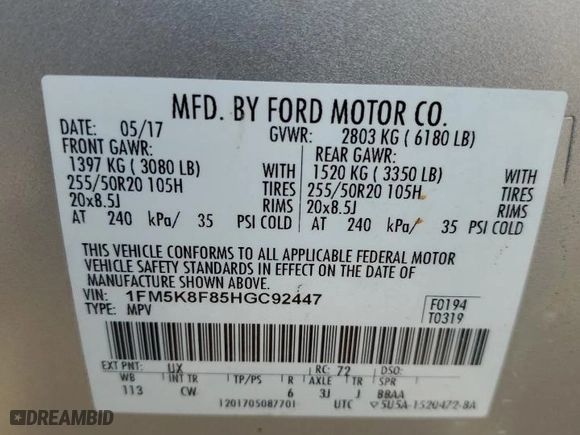 MFD. BY FORD MOTOR CO.
DATE: 05/17 GVWR: 2803 KG ( 6180 LB)
FRONT GAWR: REAR GAWR:
1397 KG ( 3080 LB) WITH 1520 KG ( 3350 LB) WITH
255/50R20 105H TIRES 255/50R20 105H TIRES
20x8.5J RIMS 20x8.5J RIMS
AT 240 kPa/ 35 PSI COLD AT 240 kPa/ 35 PSI COLD
THIS VEHICLE CONFORMS TO ALL APPLICABLE FEDERAL MOTOR
VEHICLE SAFETY STANDARDS IN EFFECT ON THE DATE OF
MANUFACTURE SHOWN ABOVE.
VIN: 1FM5K8F85HGC92447 F0194
TYPE: MPV T0319
EXT PNT: UX RC: 72 DSO:
WB INT TR TP/PS R AXLE TR SPR
113 CW 6 3J J BBAA
1201705087701 UTC 5U5A-1520472-BA
DREAMBID